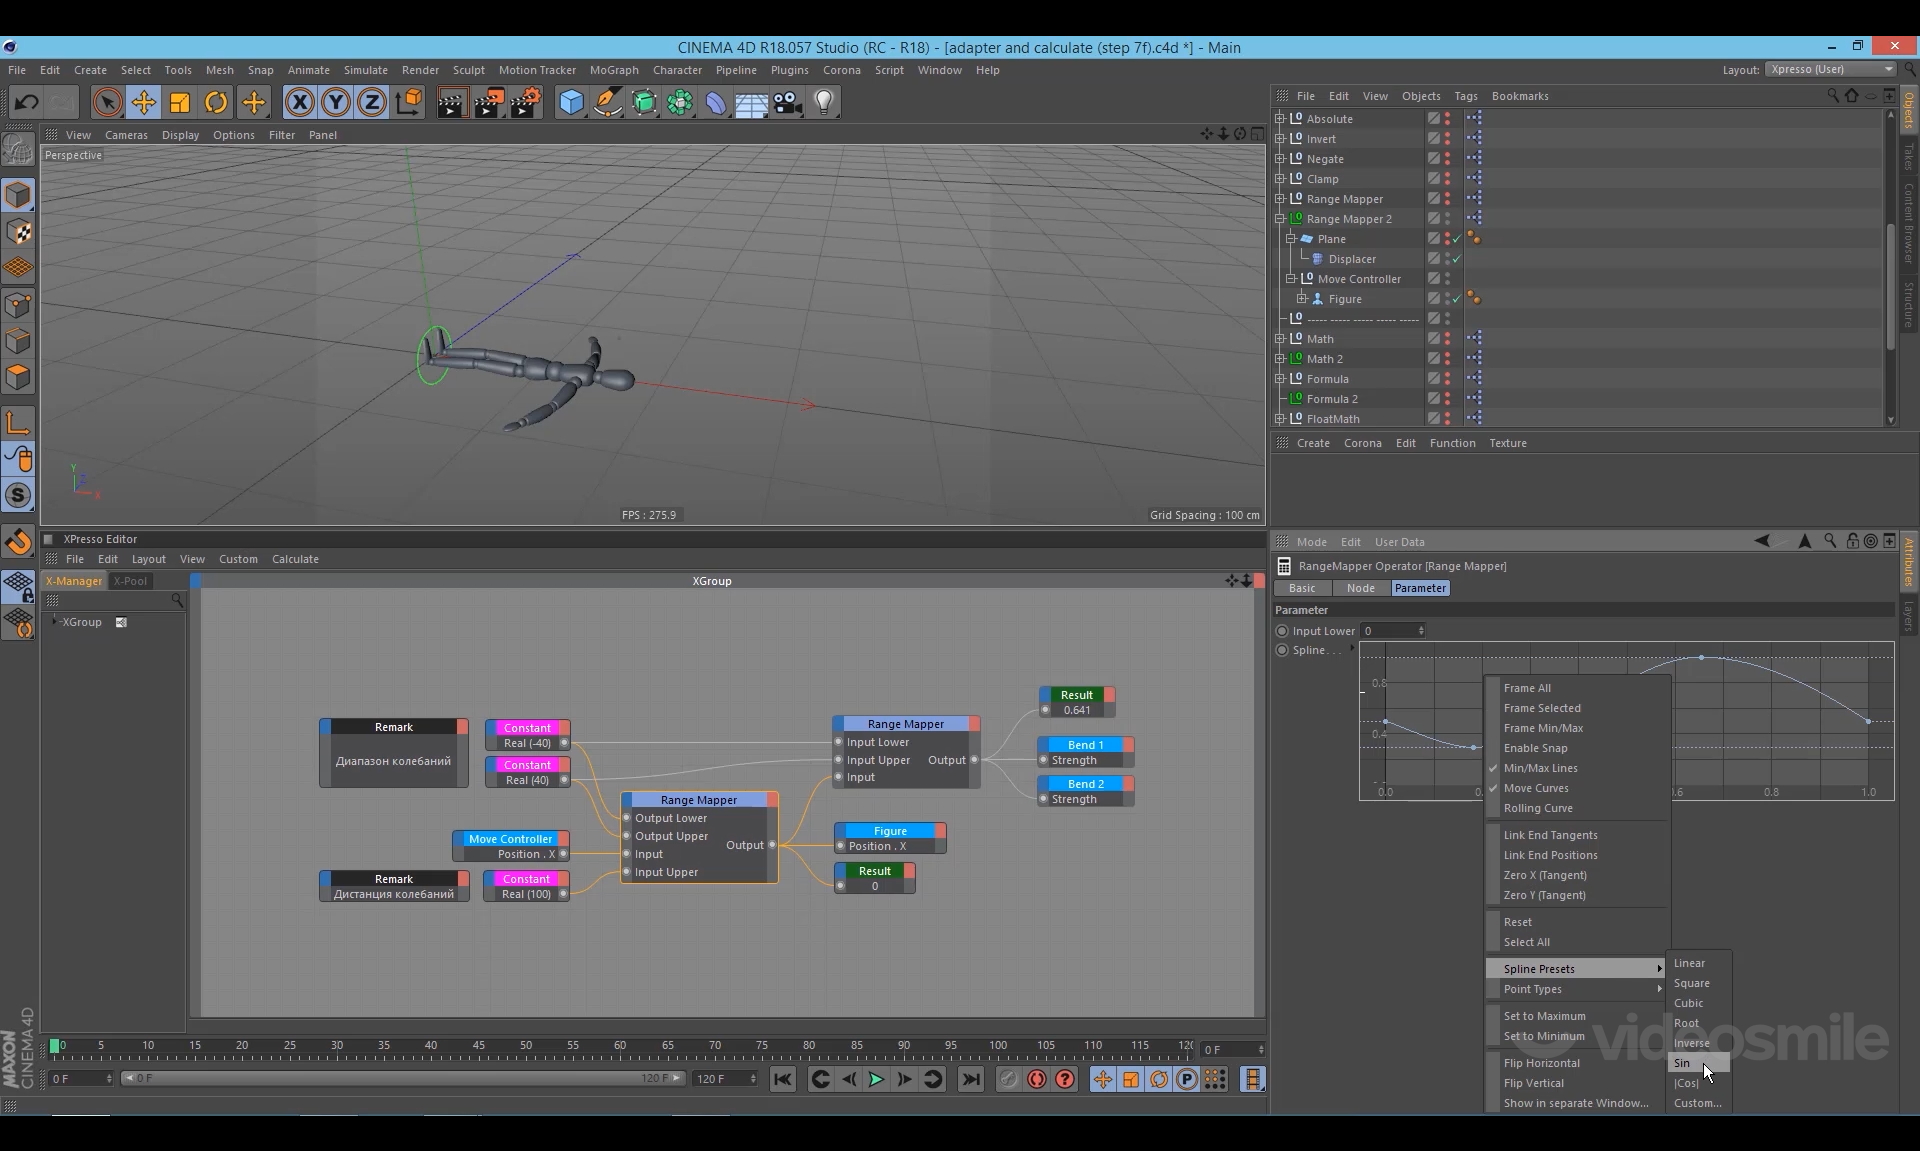 CINEMA 4D R18.057 Studio (RC - R18) - [adapter and calculate (step 7f).c4d *] - Main
File Edit Create Select Tools Mesh Snap Animate Simulate Render Sculpt Motion Tracker MoGraph Character Pipeline Plugins Corona Script Window Help
Layout: Xpresso (User)
X Y Z
View Cameras Display Options Filter Panel
Perspective
Y
Z
X
FPS : 275.9
Grid Spacing : 100 cm
File Edit View Objects Tags Bookmarks
Absolute
Invert
Negate
Clamp
Range Mapper
Range Mapper 2
Plane
Displacer
Move Controller
Figure
----- ----- ----- ----- -----
Math
Math 2
Formula
Formula 2
FloatMath
Objects
Takes
Content Browser
Structure
Create Corona Edit Function Texture
XPresso Editor
File Edit Layout View Custom Calculate
X-Manager X-Pool
XGroup
XGroup
Remark
Диапазон колебаний
Constant
Real (-40)
Constant
Real (40)
Move Controller
Position . X
Remark
Дистанция колебаний
Constant
Real (100)
Range Mapper
Output Lower
Output Upper
Input
Input Upper
Output
Range Mapper
Input Lower
Input Upper
Input
Output
Figure
Position . X
Result
0
Result
0.641
Bend 1
Strength
Bend 2
Strength
Mode Edit User Data
RangeMapper Operator [Range Mapper]
Basic Node Parameter
Parameter
Input Lower 0
Spline. . .
0.8
0.4
0.0
0.8
1.0
Attributes
Layers
Frame All
Frame Selected
Frame Min/Max
Enable Snap
Min/Max Lines
Move Curves
Rolling Curve
Link End Tangents
Link End Positions
Zero X (Tangent)
Zero Y (Tangent)
Reset
Select All
Spline Presets
Point Types
Set to Maximum
Set to Minimum
Flip Horizontal
Flip Vertical
Show in separate Window...
Linear
Square
Cubic
Root
Inverse
Sin
|Cos|
Custom...
videosmile
0 5 10 15 20 25 30 35 40 45 50 55 60 65 70 75 80 85 90 95 100 105 110 115 0 F
0 F 0 F 120 F 120 F
MAXON
CINEMA 4D